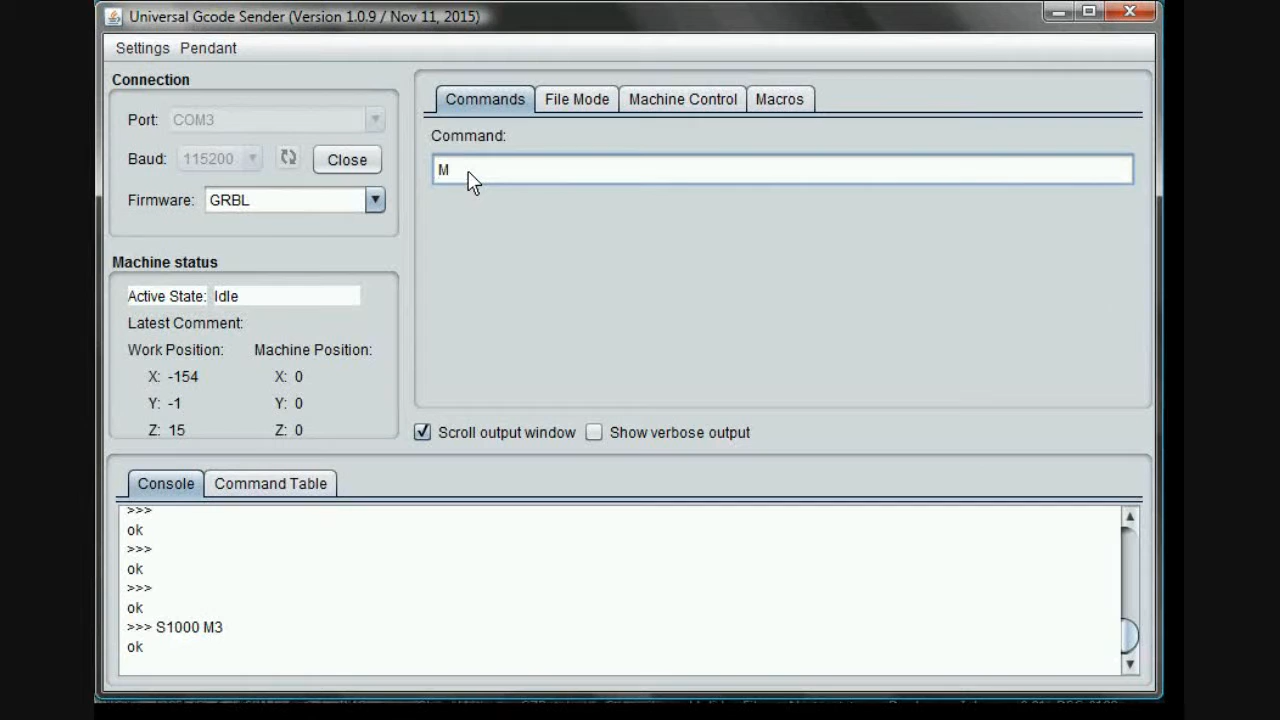 Universal Gcode Sender (Version 1.0.9 / Nov 11, 2015)
Settings Pendant
Connection
Port: COM3
Baud: 115200 Close
Firmware: GRBL
Commands File Mode Machine Control Macros
Command:
M
Machine status
Active State: Idle
Latest Comment:
Work Position: Machine Position:
X: -154 X: 0
Y: -1 Y: 0
Z: 15 Z: 0
Scroll output window Show verbose output
Console Command Table
>>>
ok
>>>
ok
>>>
ok
>>> S1000 M3
ok